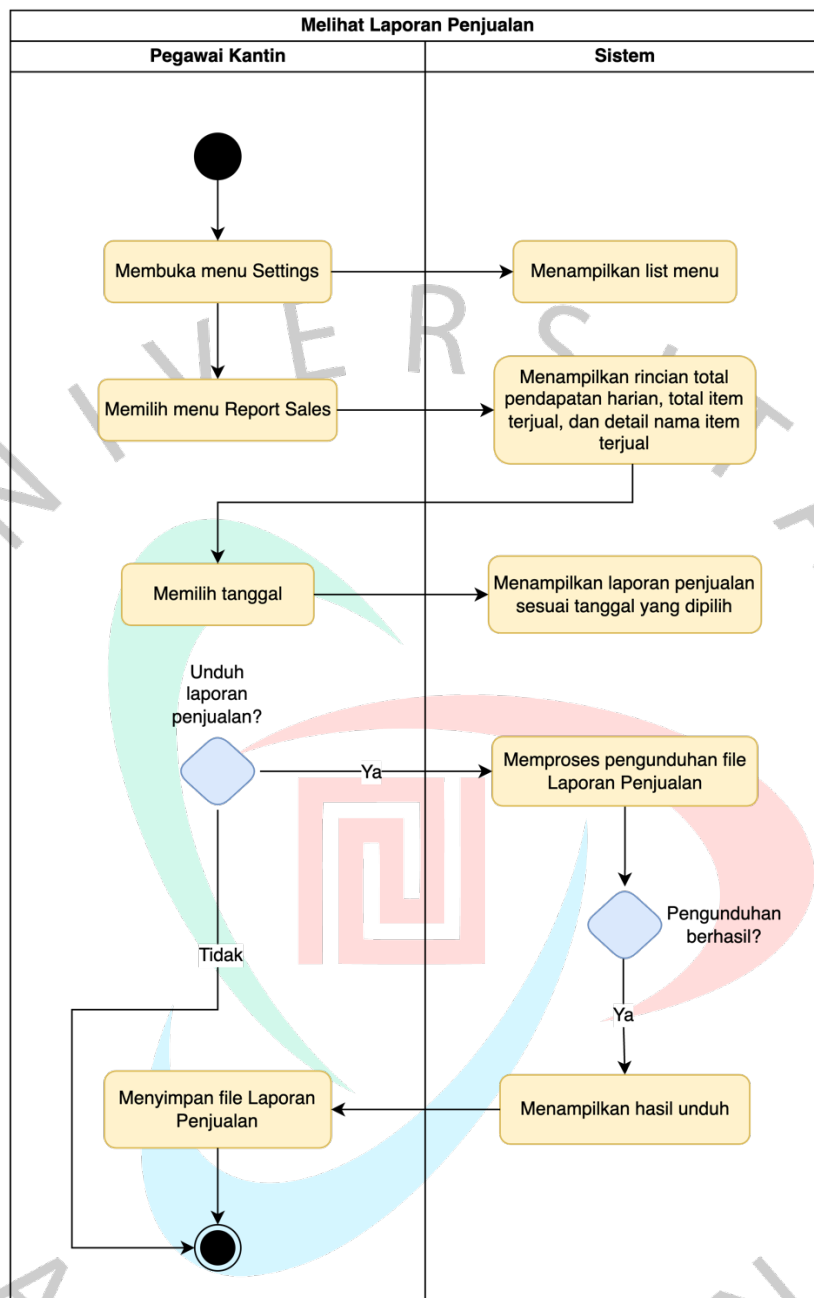 Melihat Laporan Penjualan
Pegawai Kantin
Sistem
Membuka menu Settings
Menampilkan list menu
Memilih menu Report Sales
Menampilkan rincian total
pendapatan harian, total item
terjual, dan detail nama item
terjual
Memilih tanggal
Menampilkan laporan penjualan
sesuai tanggal yang dipilih
Unduh
laporan
penjualan?
Ya
Memproses pengunduhan file
Laporan Penjualan
Pengunduhan
berhasil?
Tidak
Ya
Menyimpan file Laporan
Penjualan
Menampilkan hasil unduh